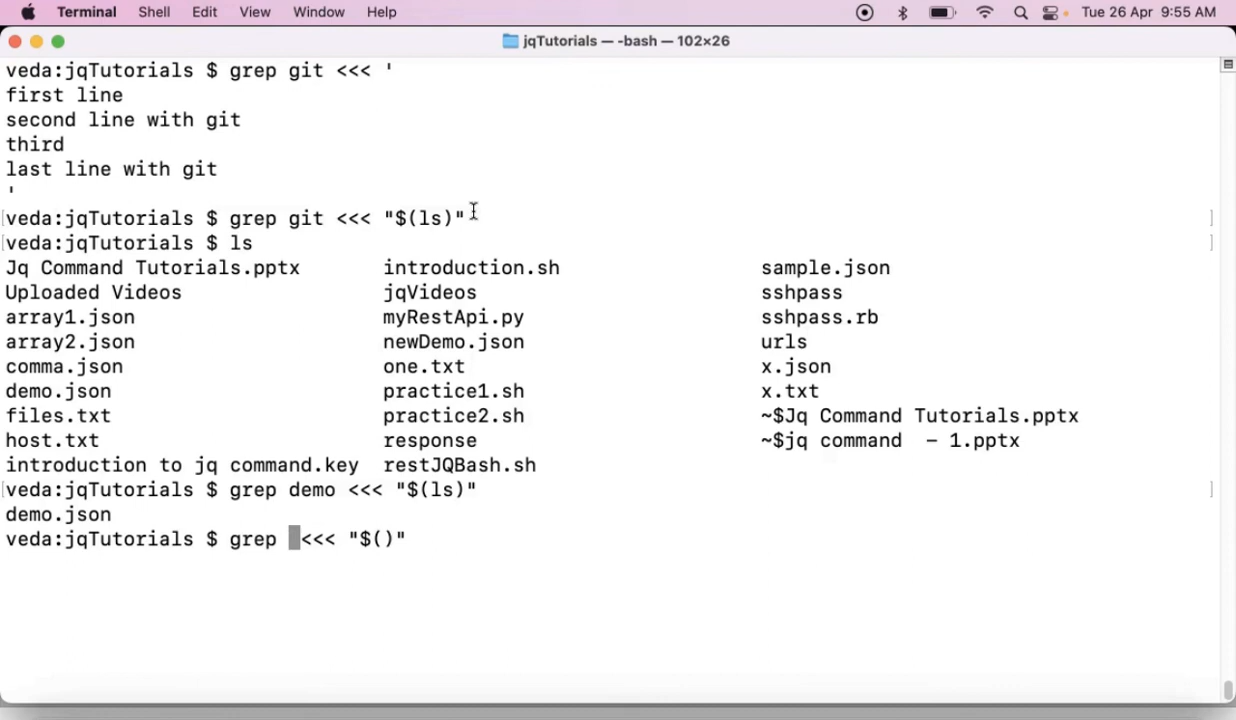 Terminal Shell Edit View Window Help Tue 26 Apr 9:55 AM
jqTutorials — -bash — 102×26
veda:jqTutorials $ grep git <<< '
first line
second line with git
third
last line with git
'
[veda:jqTutorials $ grep git <<< "$(ls)" ]
[veda:jqTutorials $ ls ]
Jq Command Tutorials.pptx introduction.sh sample.json
Uploaded Videos jqVideos sshpass
array1.json myRestApi.py sshpass.rb
array2.json newDemo.json urls
comma.json one.txt x.json
demo.json practice1.sh x.txt
files.txt practice2.sh ~$Jq Command Tutorials.pptx
host.txt response ~$jq command – 1.pptx
introduction to jq command.key restJQBash.sh
[veda:jqTutorials $ grep demo <<< "$(ls)" ]
demo.json
veda:jqTutorials $ grep <<< "$()"